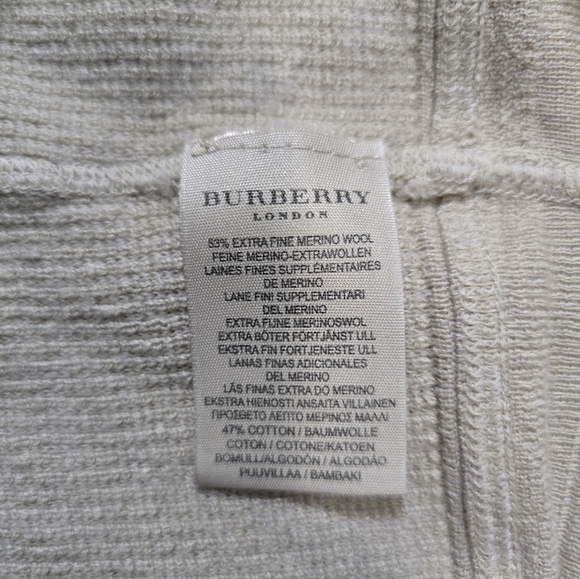 BURBERRY
LONDON
53% EXTRA FINE MERINO WOOL
FEINE MERINO-EXTRAWOLLEN
LAINES FINES SUPPLÉMENTAIRES
DE MERINO
LANE FINI SUPPLEMENTARI
DEL MERINO
EXTRA FIJNE MERINOSWOL
EXTRA BÖTER FÖRTJÄNST ULL
EKSTRA FIN FORTJENESTE ULL
LANAS FINAS ADICIONALES
DEL MERINO
LÃS FINAS EXTRA DO MERINO
EKSTRA HIENOSTI ANSAITA VILLAINEN
ΠΡΟΣΘΕΤΟ ΛΕΠΤΟ ΜΕΡΙΝΟΣ ΜΑΛΛΙ
47% COTTON / BAUMWOLLE
COTON / COTONE/KATOEN
BOMULL/ALGODÓN / ALGODÃO
PUUVILLAA / BAMBAKI